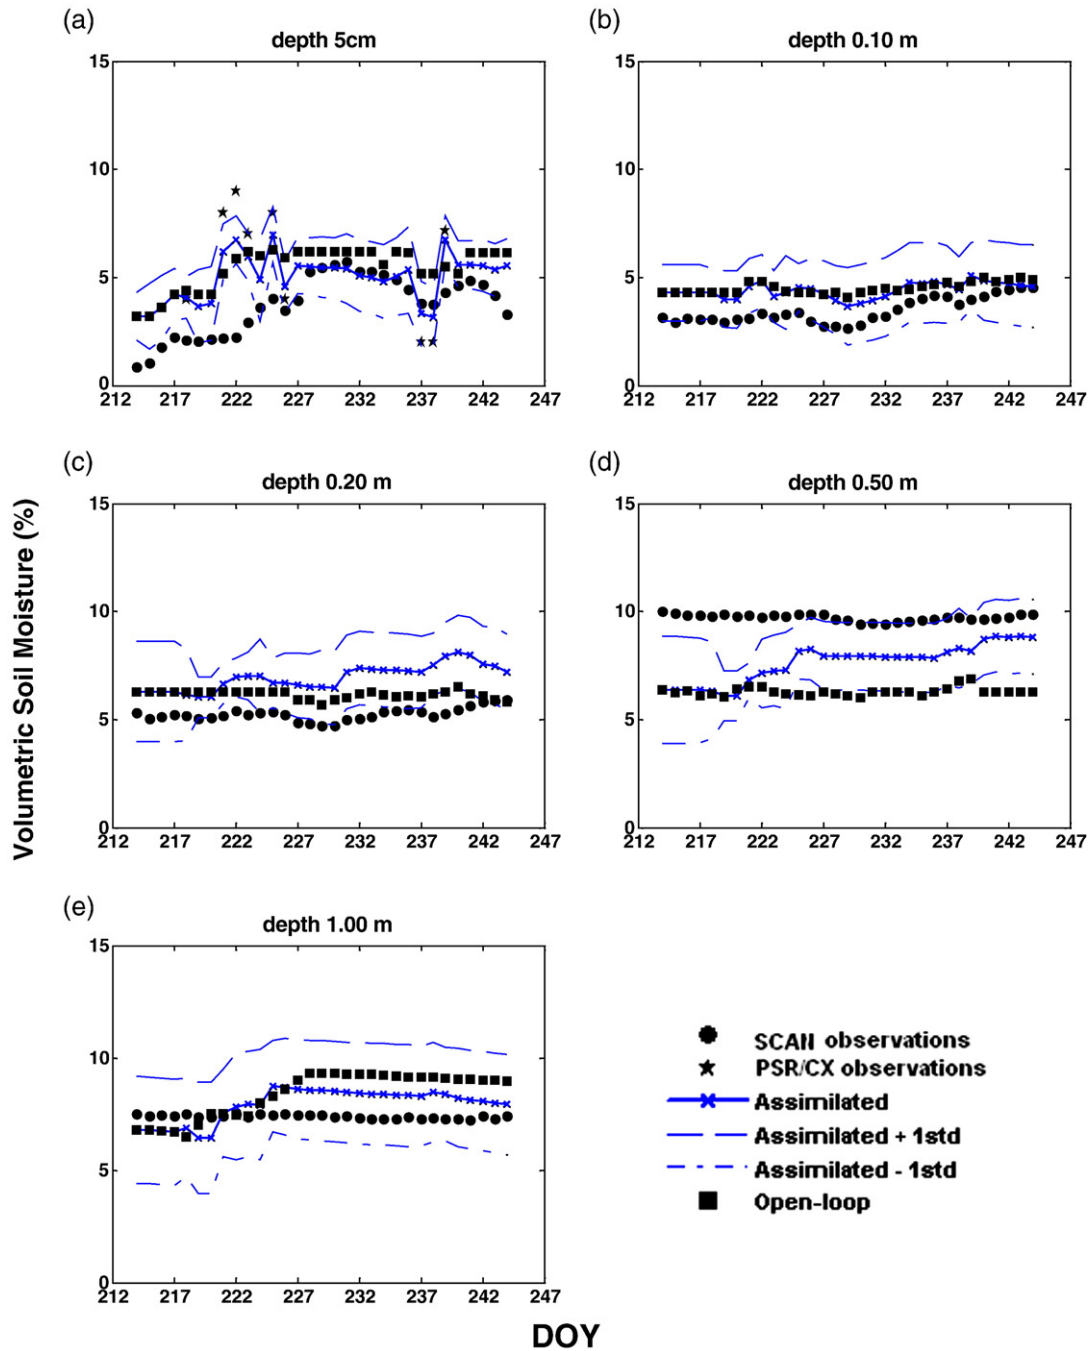 (a)
depth 5cm
15
10
5
0
212 217 222 227 232 237 242 247
(b)
depth 0.10 m
15
10
5
0
212 217 222 227 232 237 242 247
(c)
depth 0.20 m
15
10
5
0
212 217 222 227 232 237 242 247
(d)
depth 0.50 m
15
10
5
0
212 217 222 227 232 237 242 247
Volumetric Soil Moisture (%)
(e)
depth 1.00 m
15
10
5
0
212 217 222 227 232 237 242 247
SCAN observations
PSR/CX observations
Assimilated
Assimilated + 1std
Assimilated - 1std
Open-loop
DOY